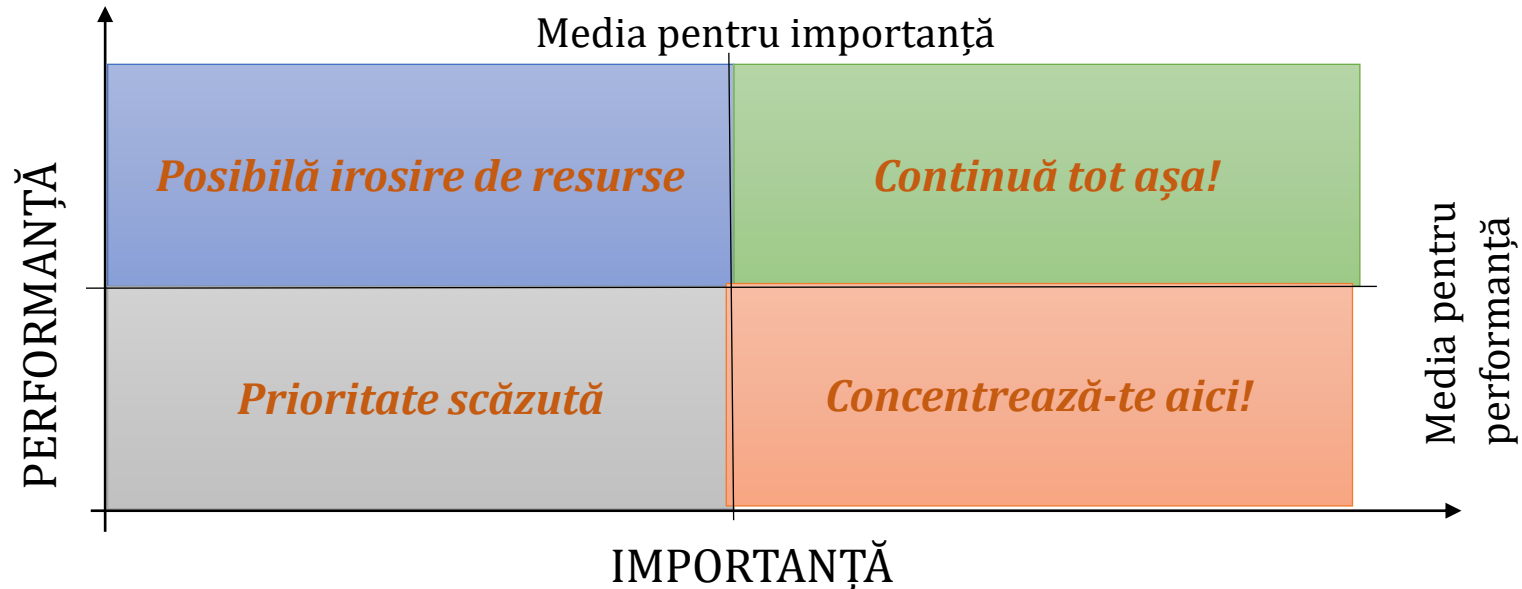 Media pentru importanță
PERFORMANȚĂ
Posibilă irosire de resurse
Continuă tot așa!
Prioritate scăzută
Concentrează-te aici!
Media pentru
performanță
IMPORTANȚĂ